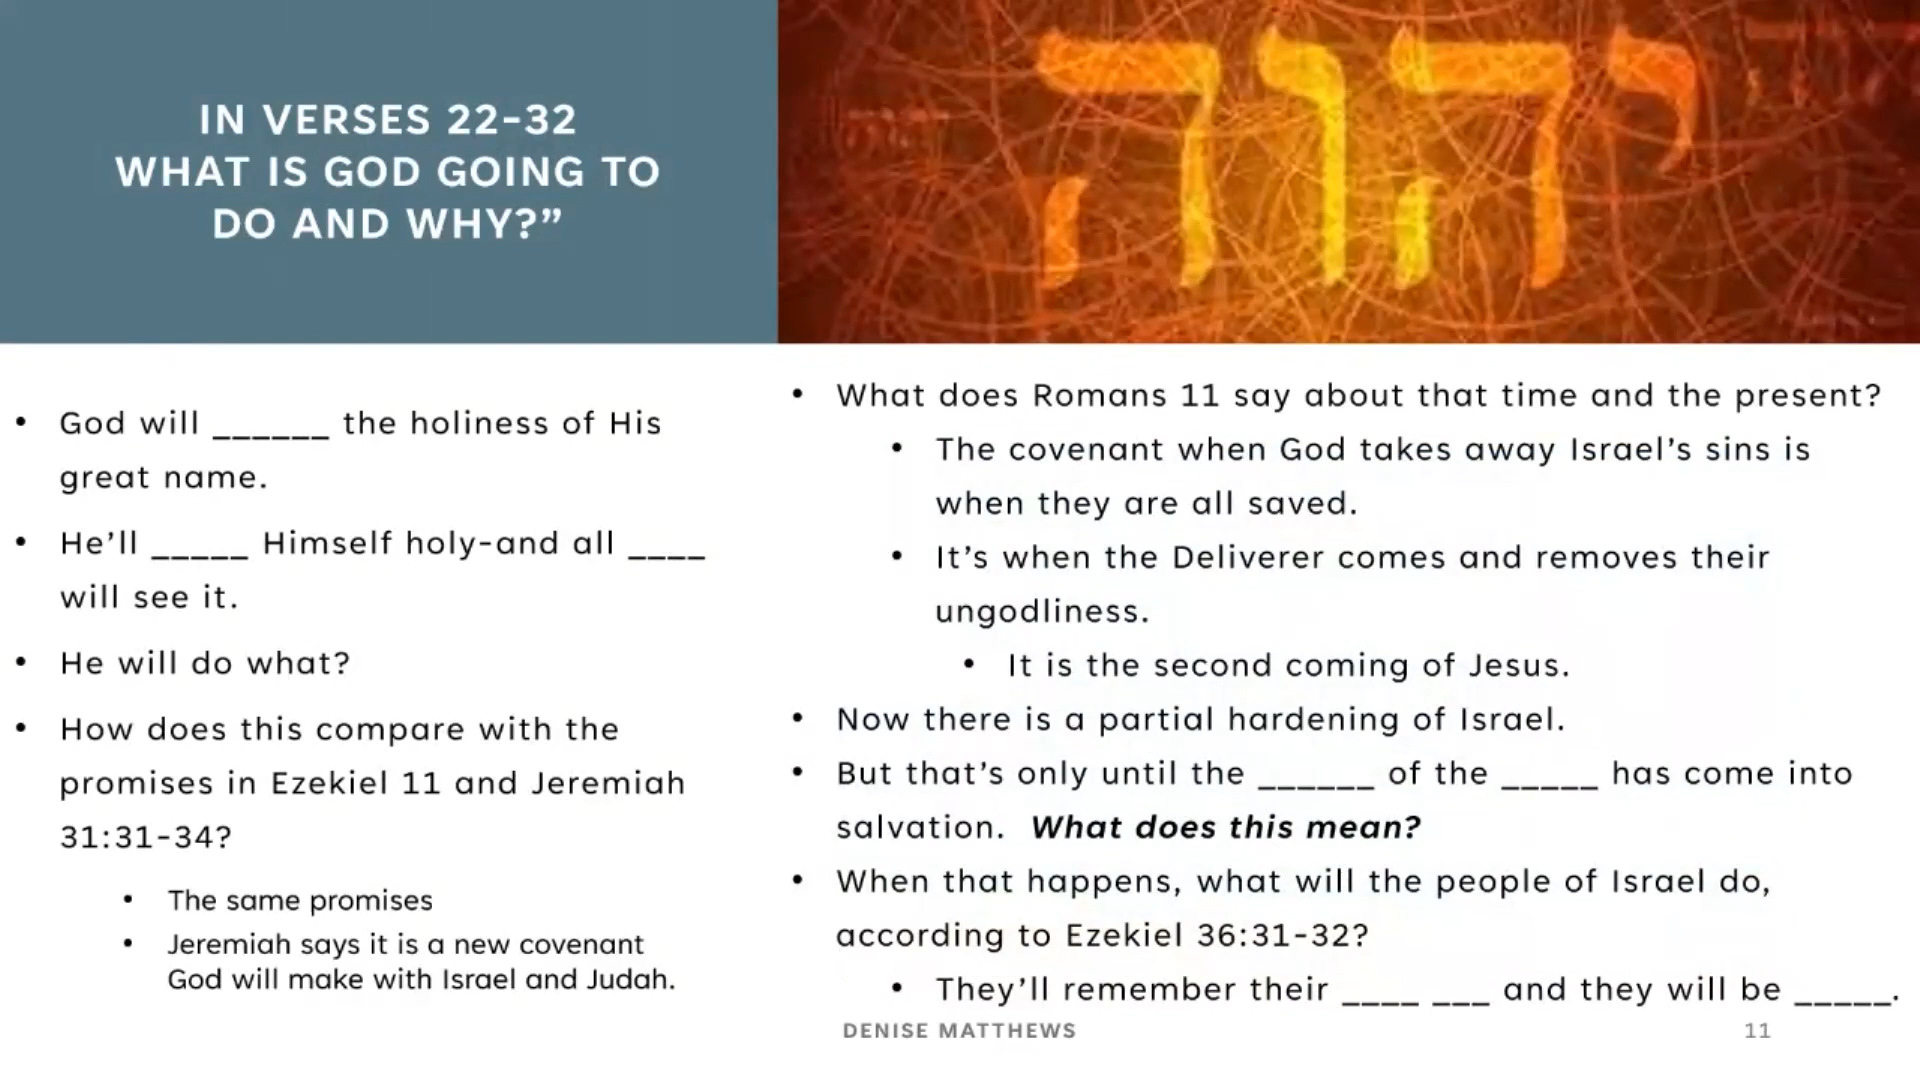 IN VERSES 22-32
WHAT IS GOD GOING TO
DO AND WHY?”
יהוה
• God will ______ the holiness of His
great name.
• He’ll _____ Himself holy-and all ____
will see it.
• He will do what?
• How does this compare with the
promises in Ezekiel 11 and Jeremiah
31:31-34?
• The same promises
• Jeremiah says it is a new covenant
God will make with Israel and Judah.
• What does Romans 11 say about that time and the present?
• The covenant when God takes away Israel’s sins is
when they are all saved.
• It’s when the Deliverer comes and removes their
ungodliness.
• It is the second coming of Jesus.
• Now there is a partial hardening of Israel.
• But that’s only until the ______ of the _____ has come into
salvation. What does this mean?
• When that happens, what will the people of Israel do,
according to Ezekiel 36:31-32?
• They’ll remember their ____ ___ and they will be _____.
DENISE MATTHEWS
11